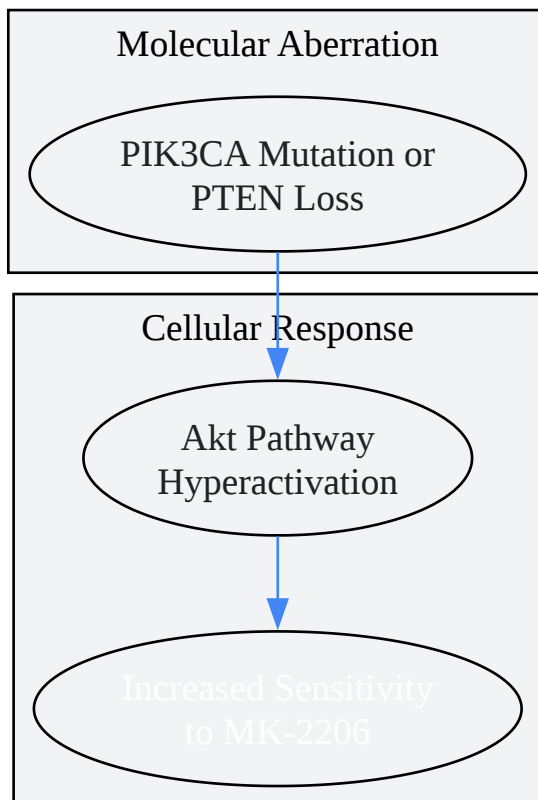 Molecular Aberration
PIK3CA Mutation or
PTEN Loss
Cellular Response
Akt Pathway
Hyperactivation
Increased Sensitivity
to MK-2206